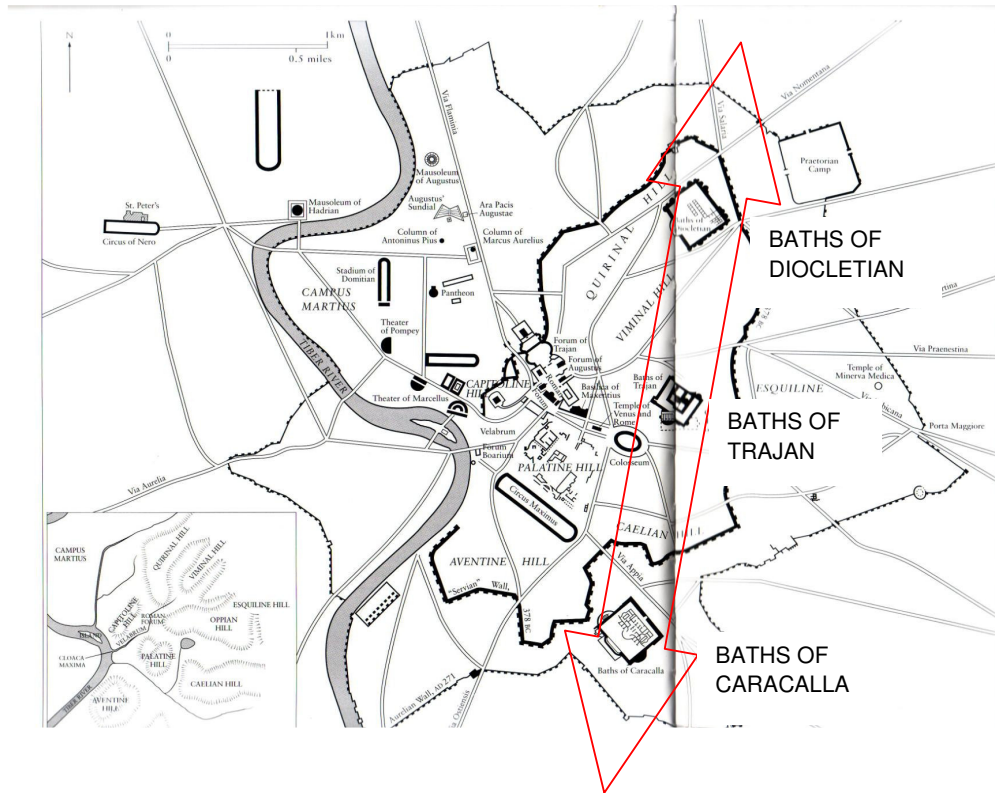 N
0
1km
0
0.5 miles
Via Flaminia
Via Nomentana
Via Salaria
Praetorian
Camp
Mausoleum
of Augustus
Augustus'
Sundial
Ara Pacis
Augustae
St. Peter's
Mausoleum of
Hadrian
Circus of Nero
Column of
Antoninus Pius
Column of
Marcus Aurelius
Baths of
BATHS OF
DIOCLETIAN
QUIRINAL
HILL
VIMINAL HILL
Stadium of
Domitian
CAMPUS
MARTIUS
Pantheon
Theater
of Pompey
TIBER RIVER
Forum of
Trajan
Forum of
Augustus
Roman
Forum
Basilica of
Maxentius
CAPITOLINE
HILL
Theater of Marcellus
Temple of
Venus and
Rome
Baths of
Trajan
378 BC
Via Praenestina
Temple of
Minerva Medica
ESQUILINE
Porta Maggiore
BATHS OF
TRAJAN
Velabrum
Forum
Boarium
Colosseum
PALATINE HILL
Circus Maximus
Via Aurelia
CAELIAN HILL
AVENTINE HILL
"Servian" Wall,
378 BC
Via Appia
Baths of Caracalla
BATHS OF
CARACALLA
Aurelian Wall, AD 271
Via Ostiensis
CAMPUS
MARTIUS
QUIRINAL HILL
VIMINAL HILL
CAPITOLINE
HILL
ESQUILINE HILL
ROMAN
FORUM
VELABRUM
OPPIAN
HILL
ISLAND
CLOACA
MAXIMA
PALATINE
HILL
CAELIAN HILL
AVENTINE
HILL
TIBER RIVER